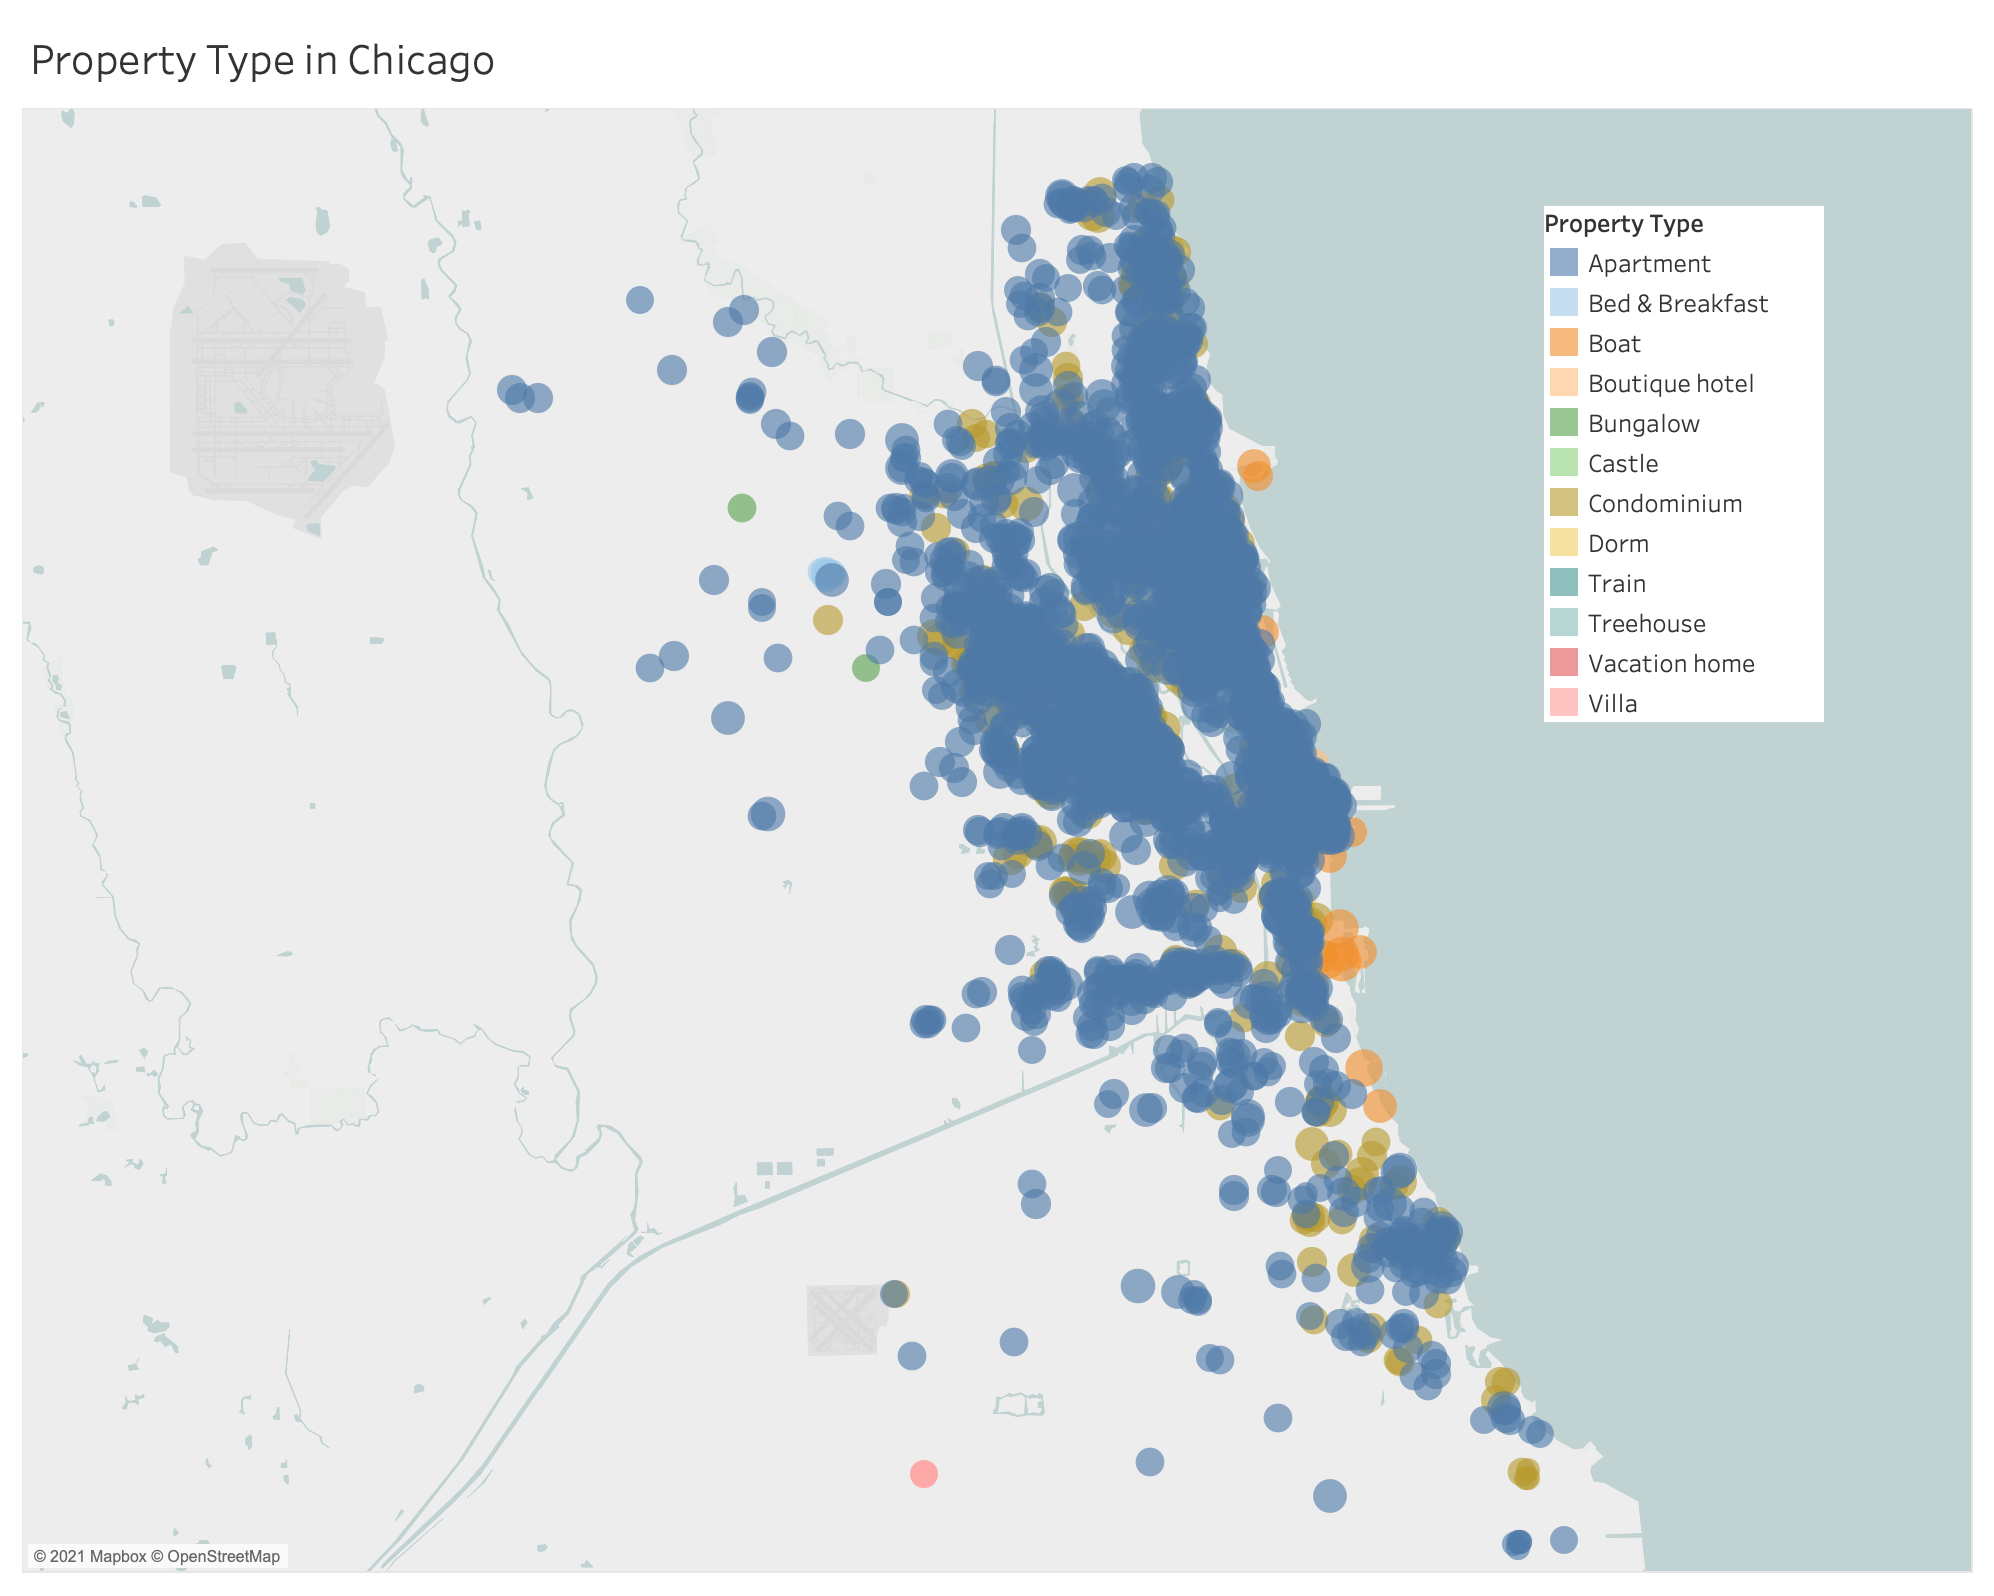 Property Type in Chicago
Property Type
Apartment
Bed & Breakfast
Boat
Boutique hotel
Bungalow
Castle
Condominium
Dorm
Train
Treehouse
Vacation home
Villa
© 2021 Mapbox © OpenStreetMap